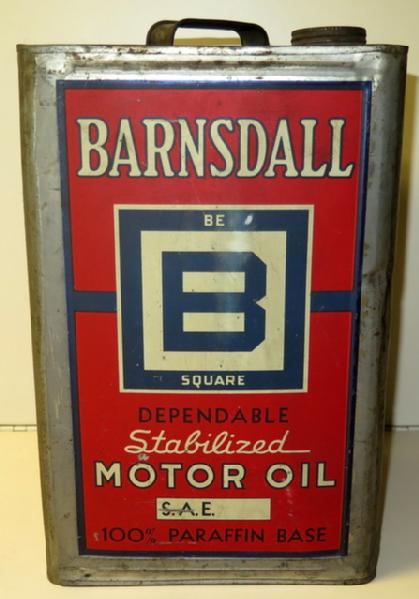 BARNSDALL
BE
B
SQUARE
DEPENDABLE
Stabilized
MOTOR OIL
S.A.E.
100% PARAFFIN BASE